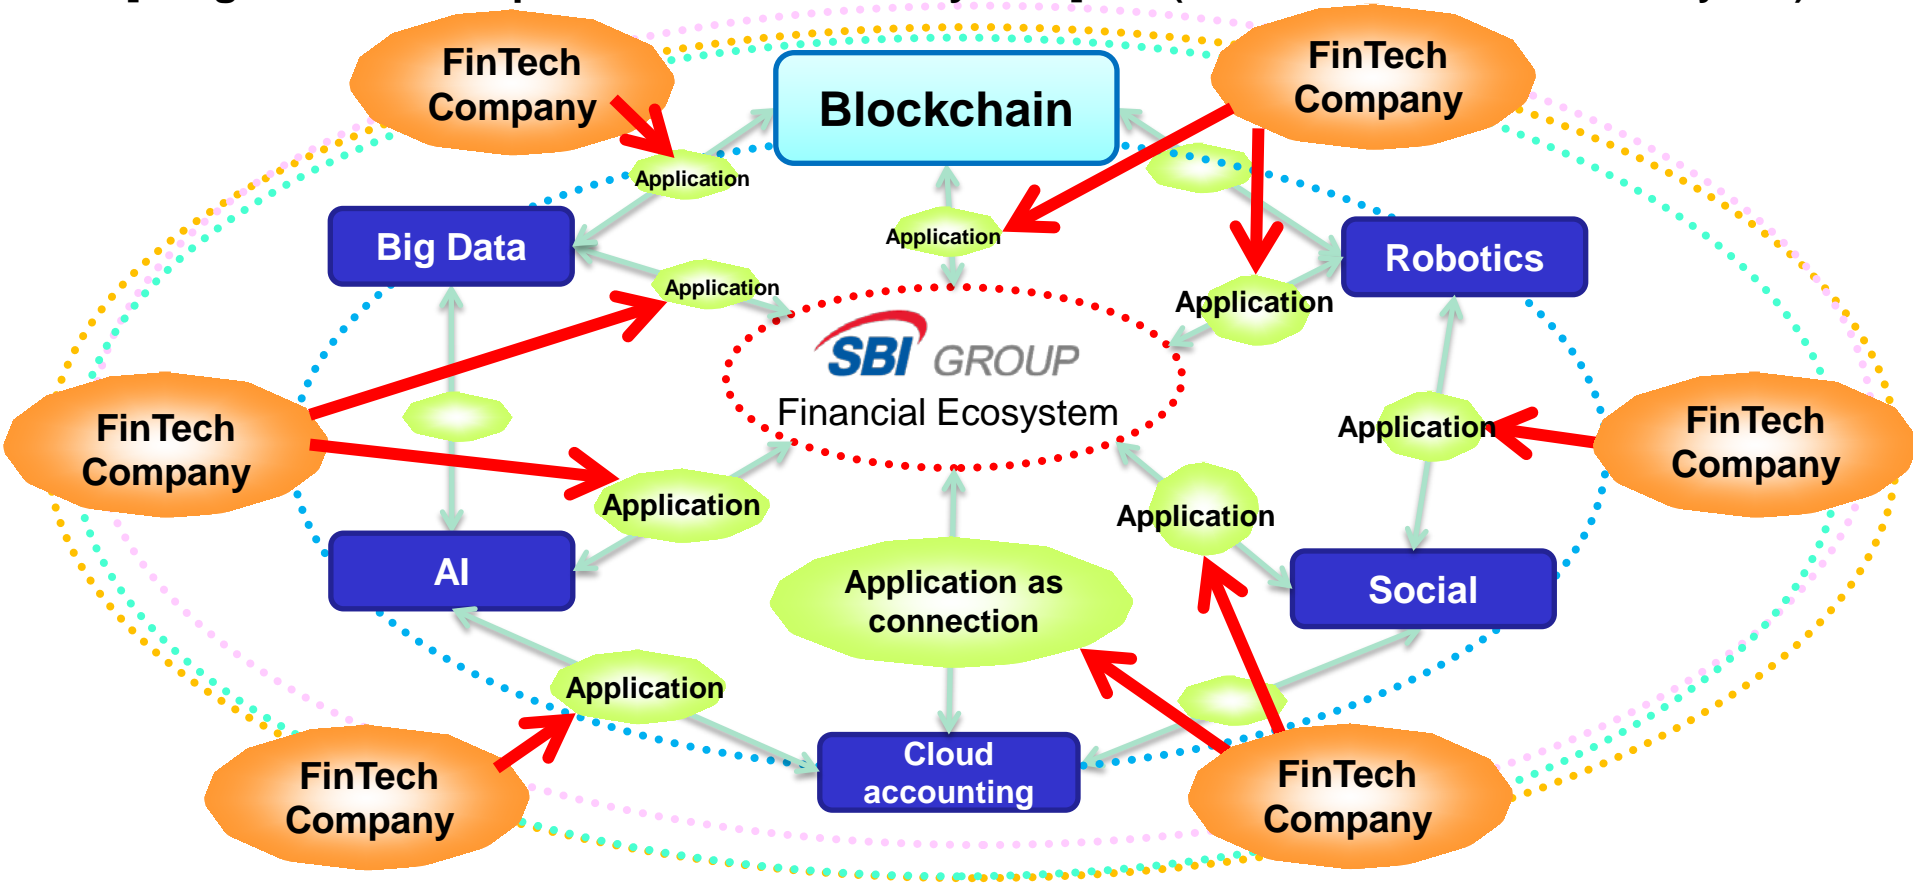 FinTech
Company
FinTech
Company
Blockchain
Application
Big Data
Application
Robotics
Application
Application
SBI GROUP
Financial Ecosystem
FinTech
Company
Application
FinTech
Company
Application
Application
AI
Application as
connection
Social
Application
Cloud
accounting
FinTech
Company
FinTech
Company